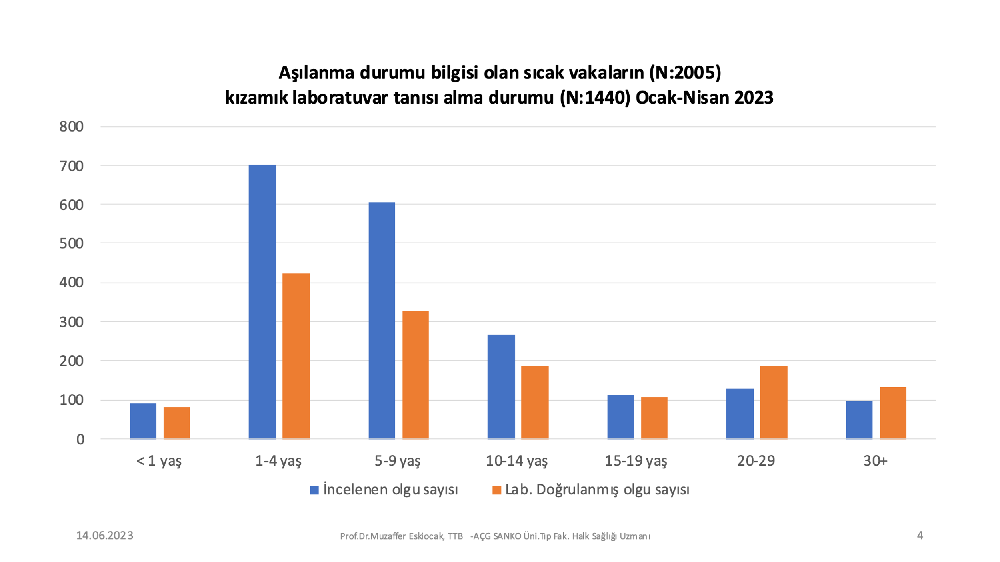 Aşılanma durumu bilgisi olan sıcak vakaların (N:2005)
kızamık laboratuvar tanısı alma durumu (N:1440) Ocak-Nisan 2023
800
700
600
500
400
300
200
100
0
< 1 yaş
1-4 yaş
5-9 yaş
10-14 yaş
15-19 yaş
20-29
30+
İncelenen olgu sayısı
Lab. Doğrulanmış olgu sayısı
14.06.2023
Prof.Dr.Muzaffer Eskiocak, TTB -AÇG SANKO Üni.Tıp Fak. Halk Sağlığı Uzmanı
4